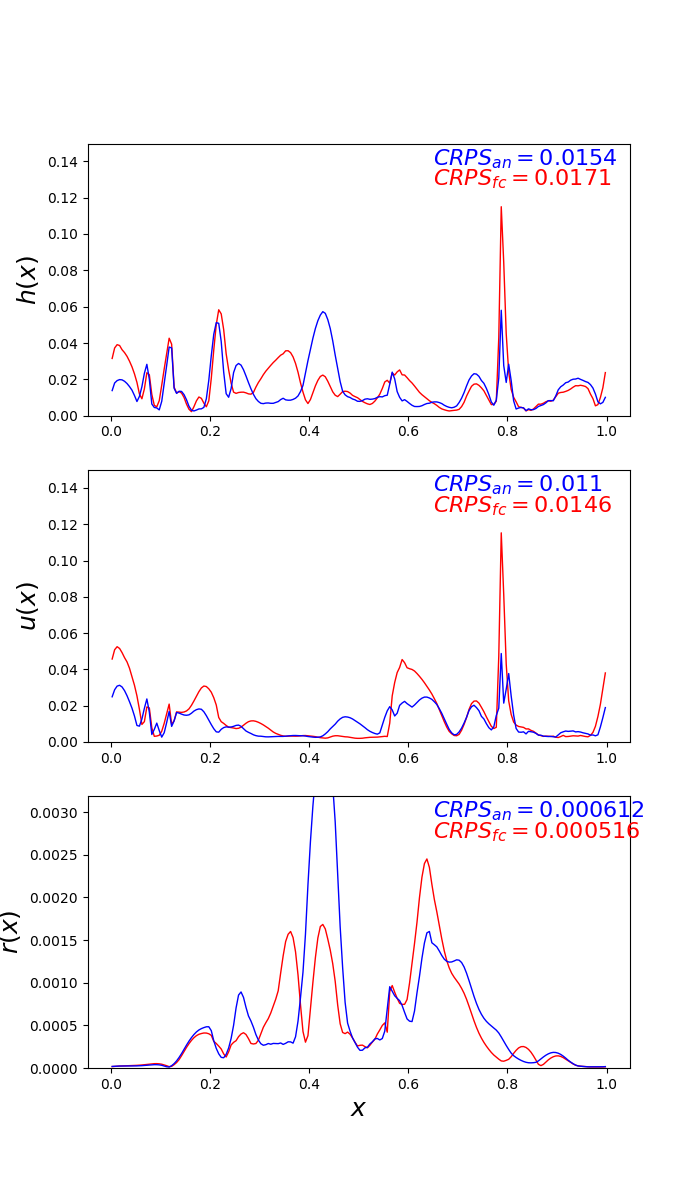 CRPS_an = 0.0154
CRPS_fc = 0.0171
0.14
0.12
0.10
0.08
0.06
0.04
0.02
0.00
h(x)
0.0 0.2 0.4 0.6 0.8 1.0
CRPS_an = 0.011
CRPS_fc = 0.0146
0.14
0.12
0.10
0.08
0.06
0.04
0.02
0.00
u(x)
0.0 0.2 0.4 0.6 0.8 1.0
CRPS_an = 0.000612
CRPS_fc = 0.000516
0.0030
0.0025
0.0020
0.0015
0.0010
0.0005
0.0000
r(x)
0.0 0.2 0.4 0.6 0.8 1.0
x